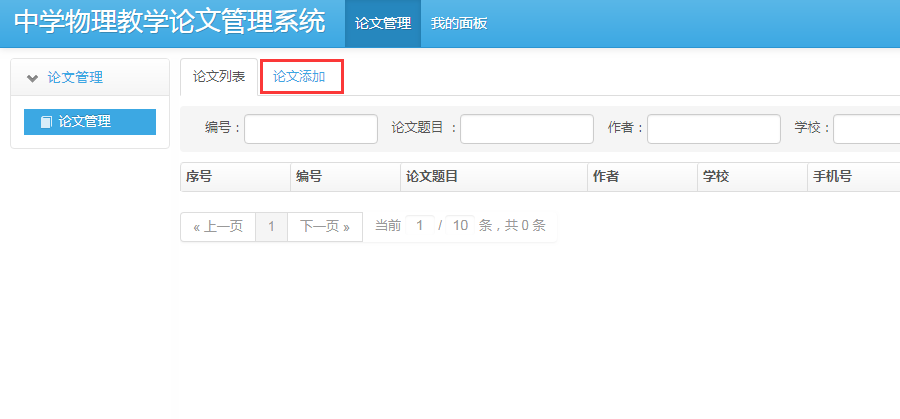 中学物理教学论文管理系统 论文管理 我的面板
论文管理
论文管理
论文列表 论文添加
编号： 论文题目 ： 作者： 学校：
序号 编号 论文题目 作者 学校 手机号
« 上一页 1 下一页 » 当前 1 / 10 条，共 0 条